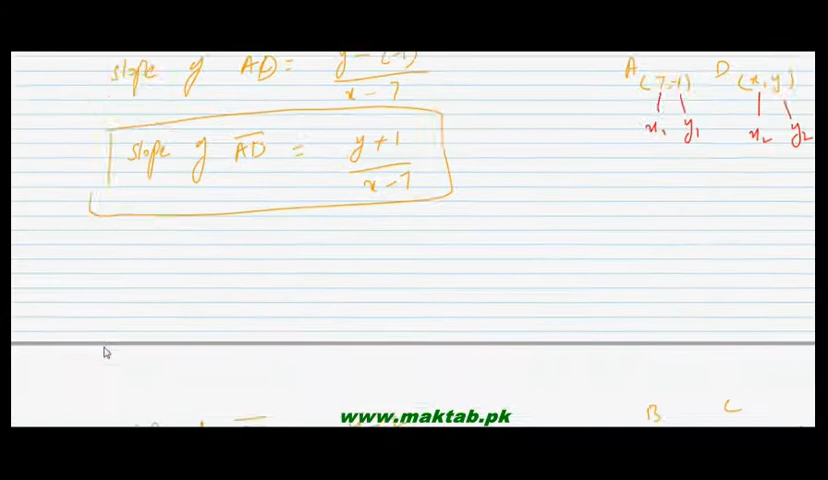 slope of AD = y-(-1) / x-7
A (7,-1) D (x, y)
x₁ y₁ x₂ y₂
slope of AD = y+1 / x-7
B C
www.maktab.pk